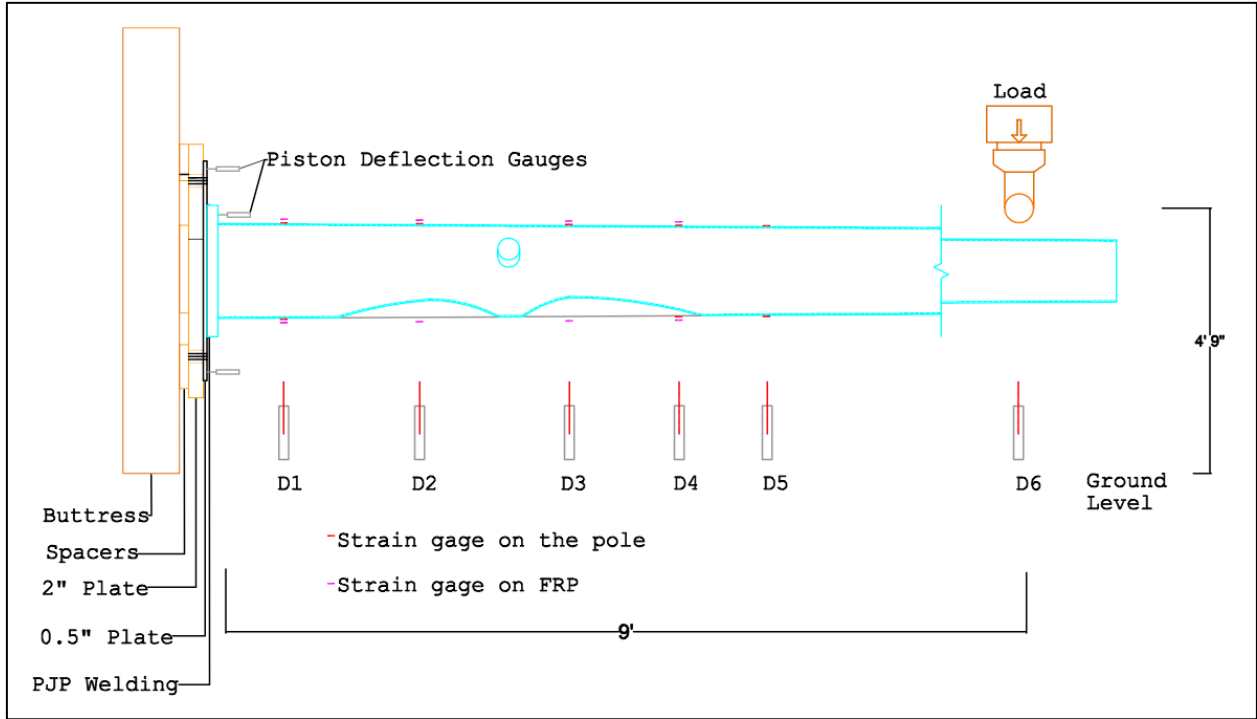 Load
Piston Deflection Gauges
4' 9"
D1
D2
D3
D4
D5
D6
Ground
Level
Buttress
Spacers
2" Plate
0.5" Plate
PJP Welding
-Strain gage on the pole
-Strain gage on FRP
9'